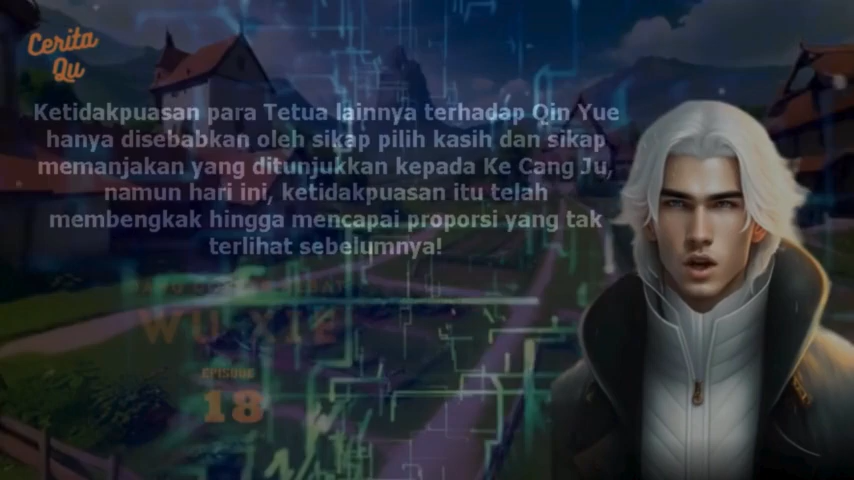 Cerita
Qu
Ketidakpuasan para Tetua lainnya terhadap Qin Yue
hanya disebabkan oleh sikap pilih kasih dan sikap
memanjakan yang ditunjukkan kepada Ke Cang Ju,
namun hari ini, ketidakpuasan itu telah
membengkak hingga mencapai proporsi yang tak
terlihat sebelumnya!
WU XIE
EPISODE
18